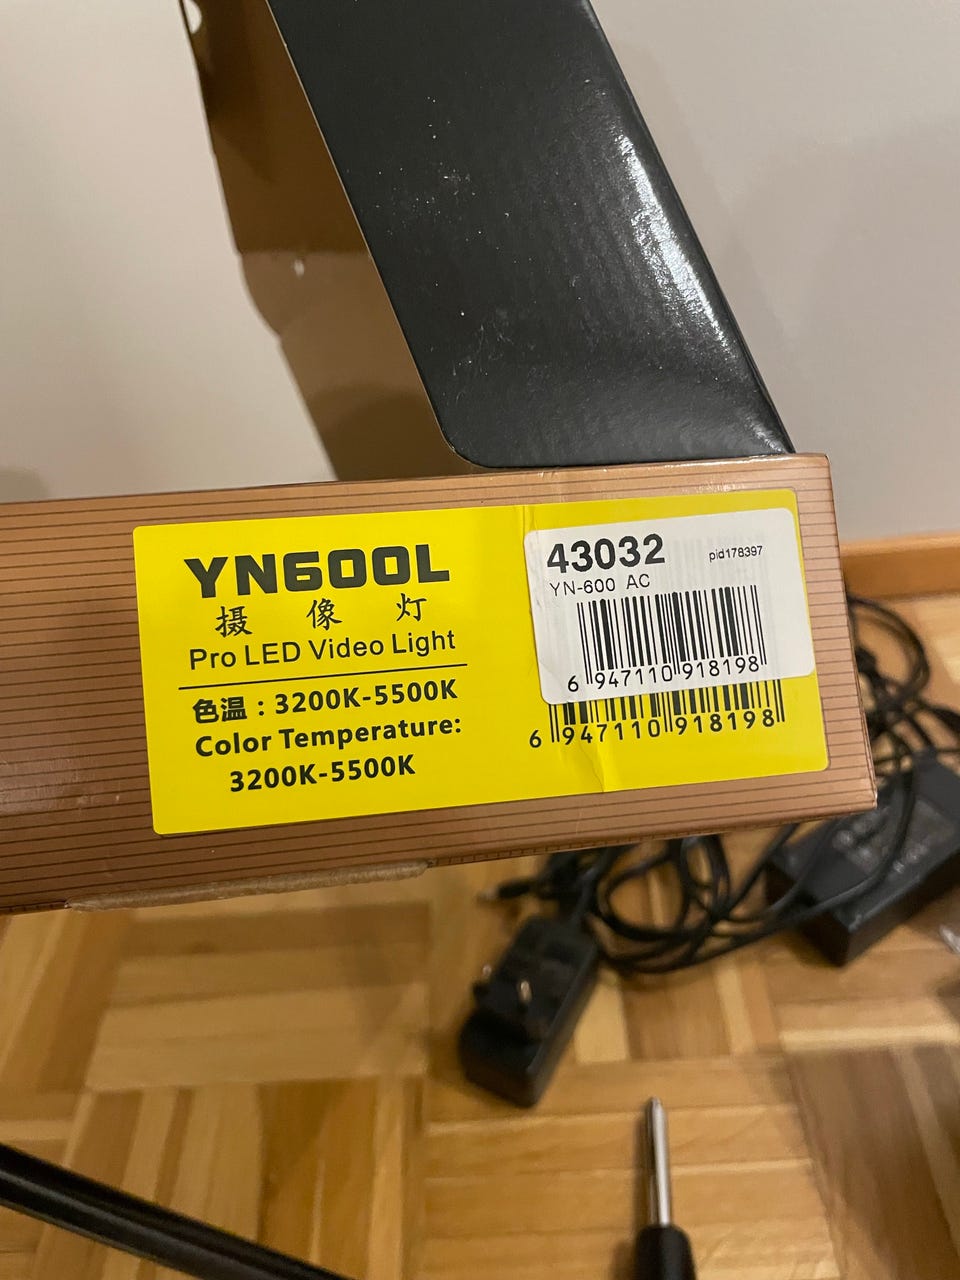 YN600L
摄像灯
Pro LED Video Light
色温：3200K-5500K
Color Temperature:
3200K-5500K
43032 pid178397
YN-600 AC
6 947110 918198
6 947110 918198